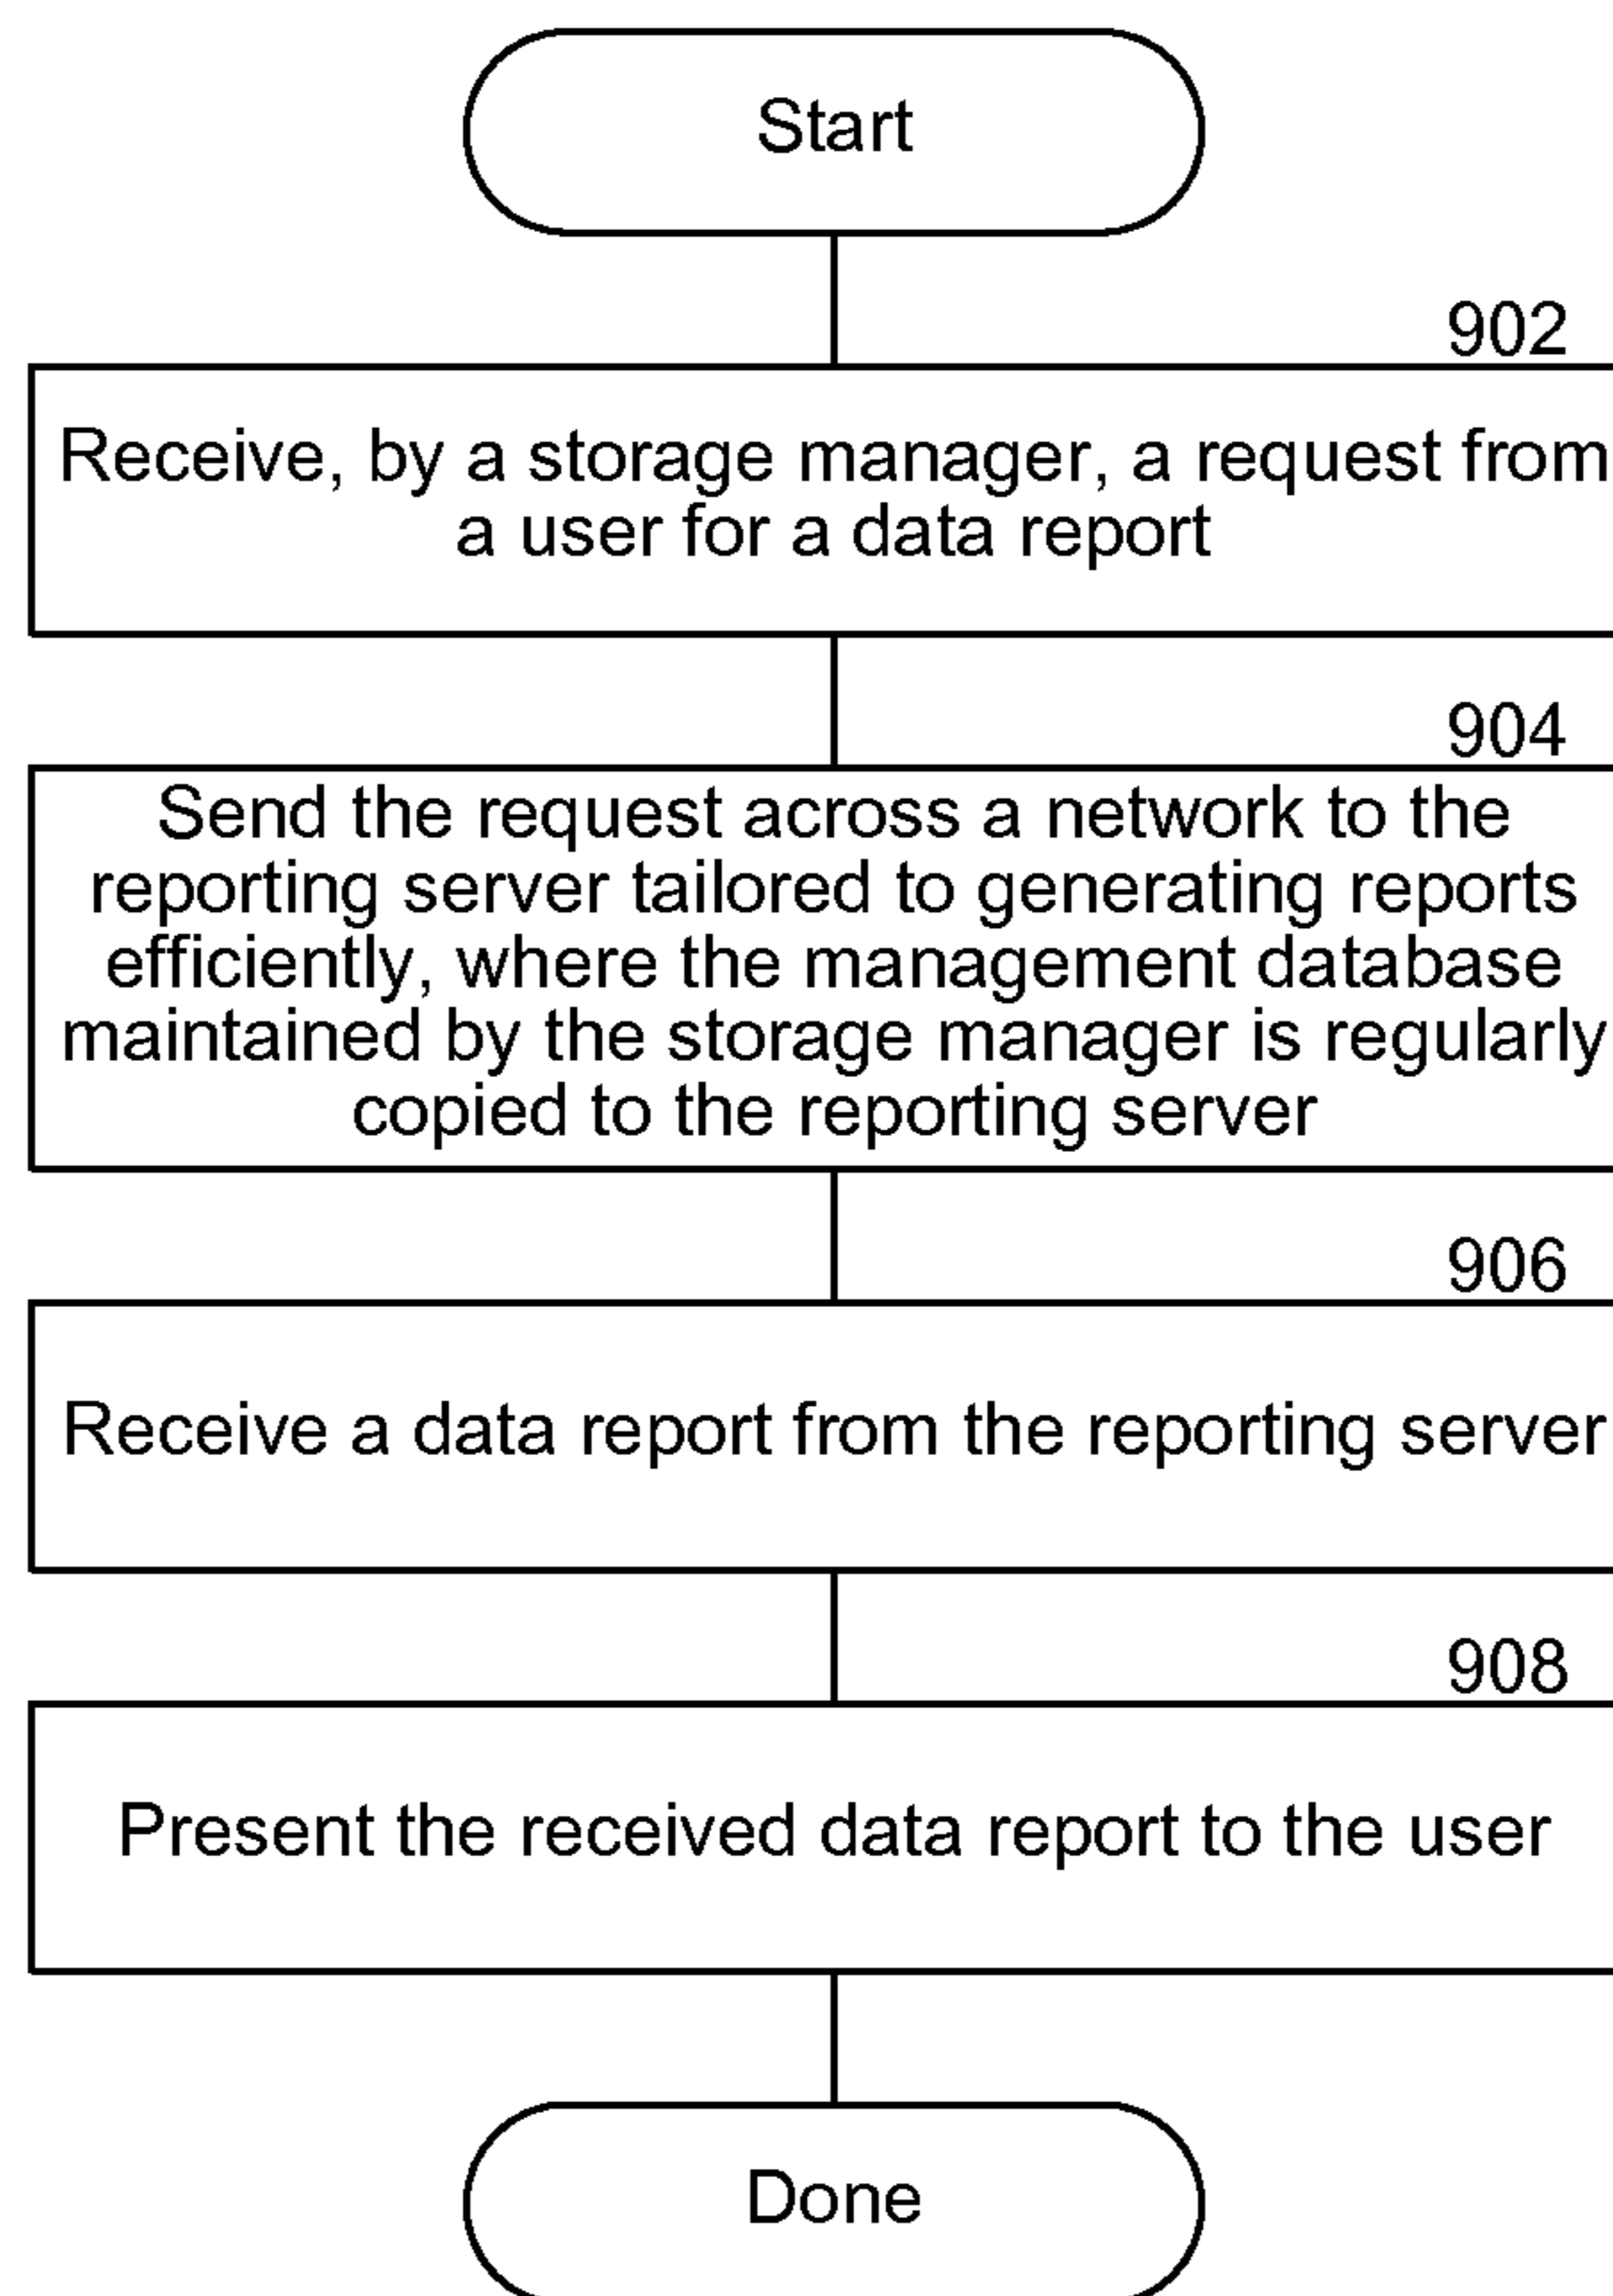 Start
902
Receive, by a storage manager, a request from
a user for a data report
904
Send the request across a network to the
reporting server tailored to generating reports
efficiently, where the management database
maintained by the storage manager is regularly
copied to the reporting server
906
Receive a data report from the reporting server
908
Present the received data report to the user
Done